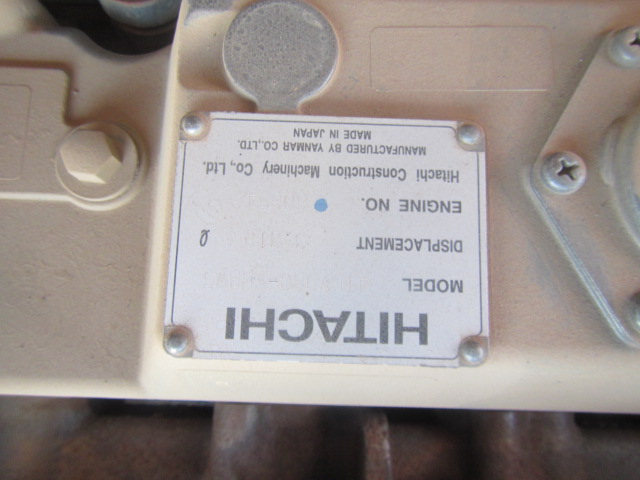 HITACHI
MODEL
DISPLACEMENT ℓ
ENGINE NO.
Hitachi Construction Machinery Co., Ltd.
MANUFACTURED BY YANMAR CO., LTD.
MADE IN JAPAN